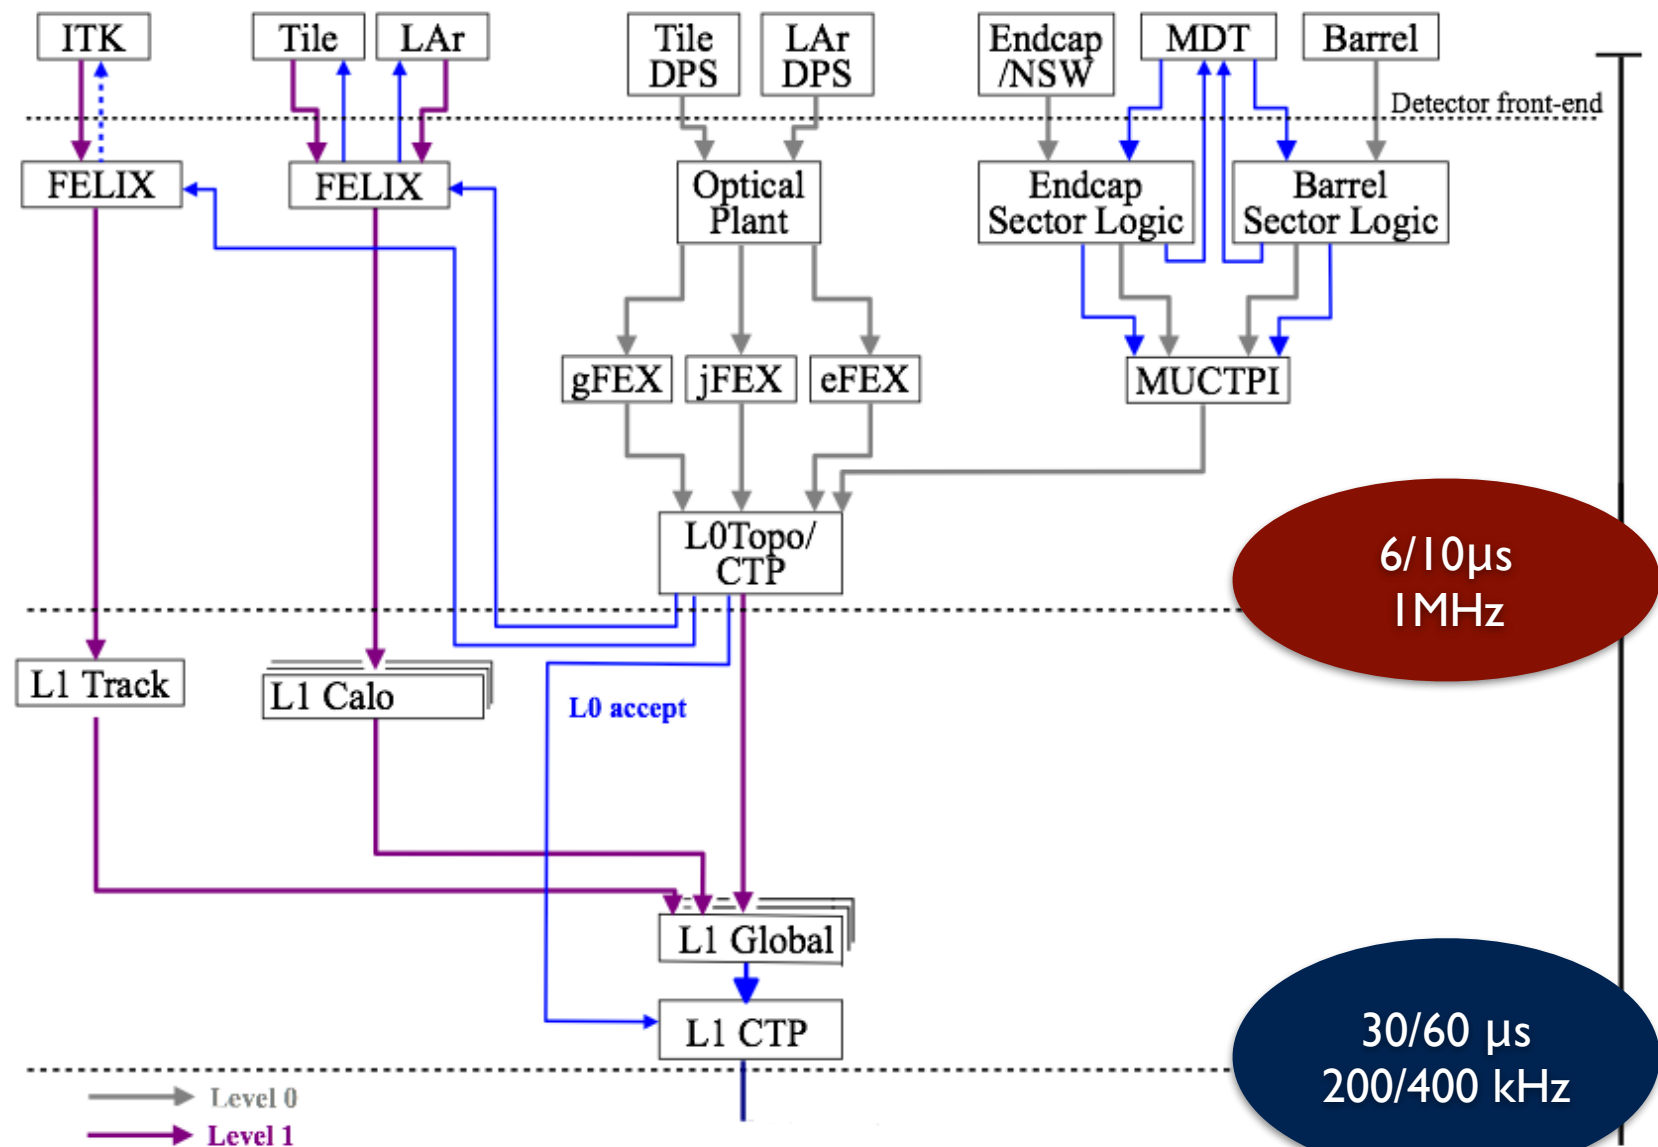 ITK
Tile
LAr
Tile
DPS
LAr
DPS
Endcap
/NSW
MDT
Barrel
Detector front-end
FELIX
FELIX
Optical
Plant
Endcap
Sector Logic
Barrel
Sector Logic
gFEX
jFEX
eFEX
MUCTPI
L0Topo/
CTP
6/10µs
1MHz
L1 Track
L1 Calo
L0 accept
L1 Global
L1 CTP
30/60 µs
200/400 kHz
Level 0
Level 1